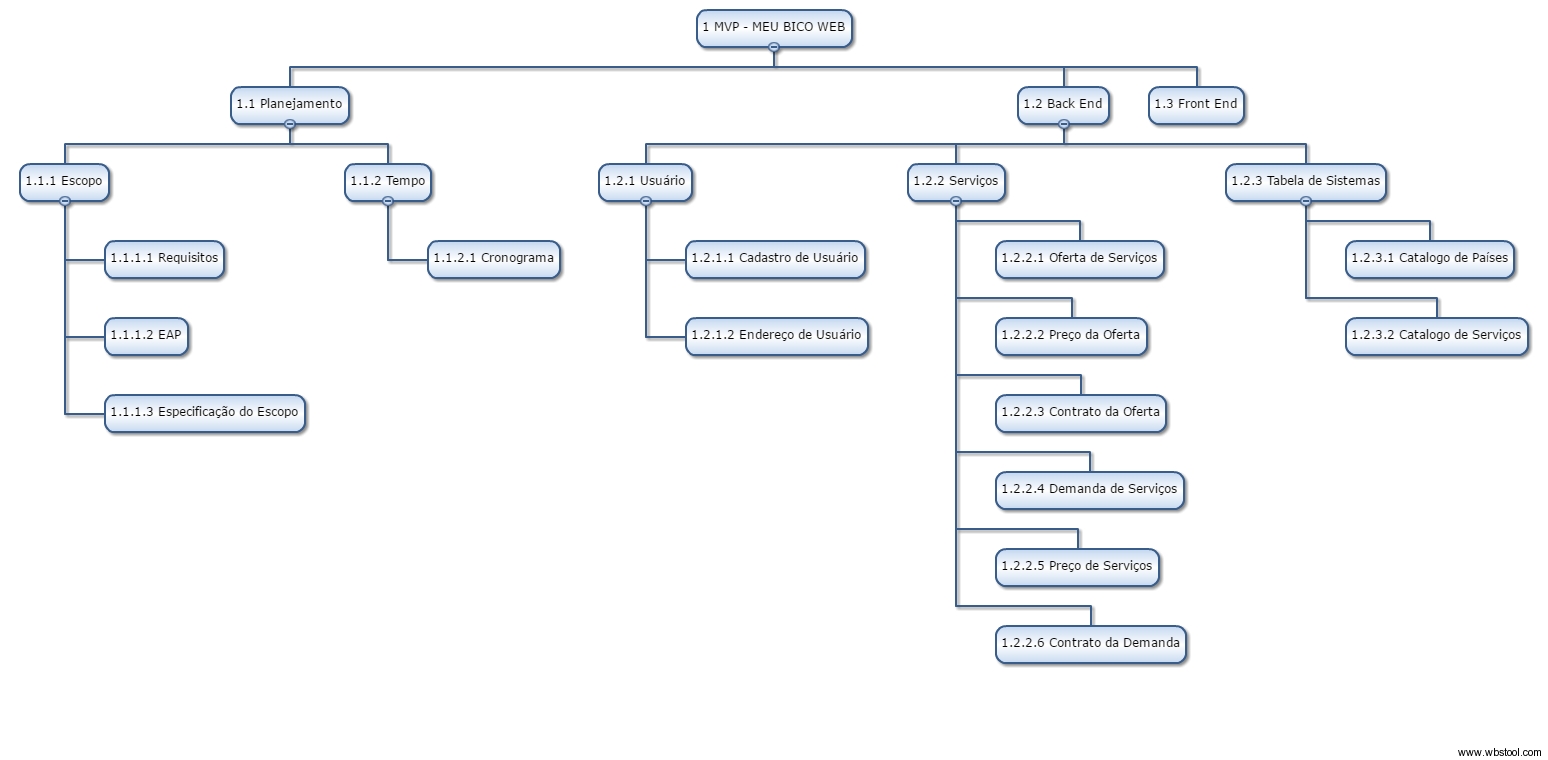 1 MVP - MEU BICO WEB
1.1 Planejamento
1.2 Back End
1.3 Front End
1.1.1 Escopo
1.1.2 Tempo
1.2.1 Usuário
1.2.2 Serviços
1.2.3 Tabela de Sistemas
1.1.1.1 Requisitos
1.1.2.1 Cronograma
1.2.1.1 Cadastro de Usuário
1.2.2.1 Oferta de Serviços
1.2.3.1 Catalogo de Países
1.1.1.2 EAP
1.2.1.2 Endereço de Usuário
1.2.2.2 Preço da Oferta
1.2.3.2 Catalogo de Serviços
1.1.1.3 Especificação do Escopo
1.2.2.3 Contrato da Oferta
1.2.2.4 Demanda de Serviços
1.2.2.5 Preço de Serviços
1.2.2.6 Contrato da Demanda
www.wbstool.com